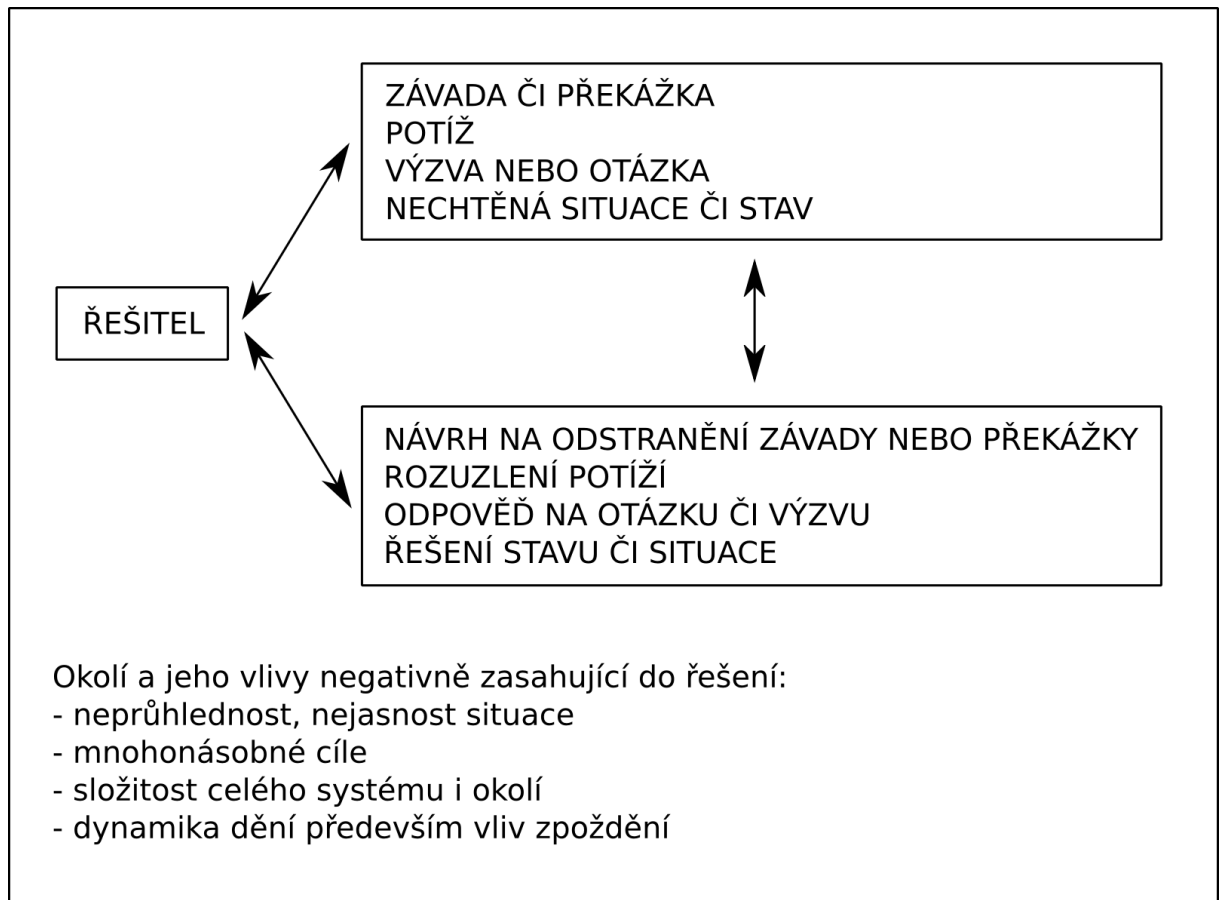 ZÁVADA ČI PŘEKÁŽKA
POTÍŽ
VÝZVA NEBO OTÁZKA
NECHTĚNÁ SITUACE ČI STAV
ŘEŠITEL
NÁVRH NA ODSTRANĚNÍ ZÁVADY NEBO PŘEKÁŽKY
ROZUZLENÍ POTÍŽÍ
ODPOVĚĎ NA OTÁZKU ČI VÝZVU
ŘEŠENÍ STAVU ČI SITUACE
Okolí a jeho vlivy negativně zasahující do řešení:
- neprůhlednost, nejasnost situace
- mnohonásobné cíle
- složitost celého systému i okolí
- dynamika dění především vliv zpoždění